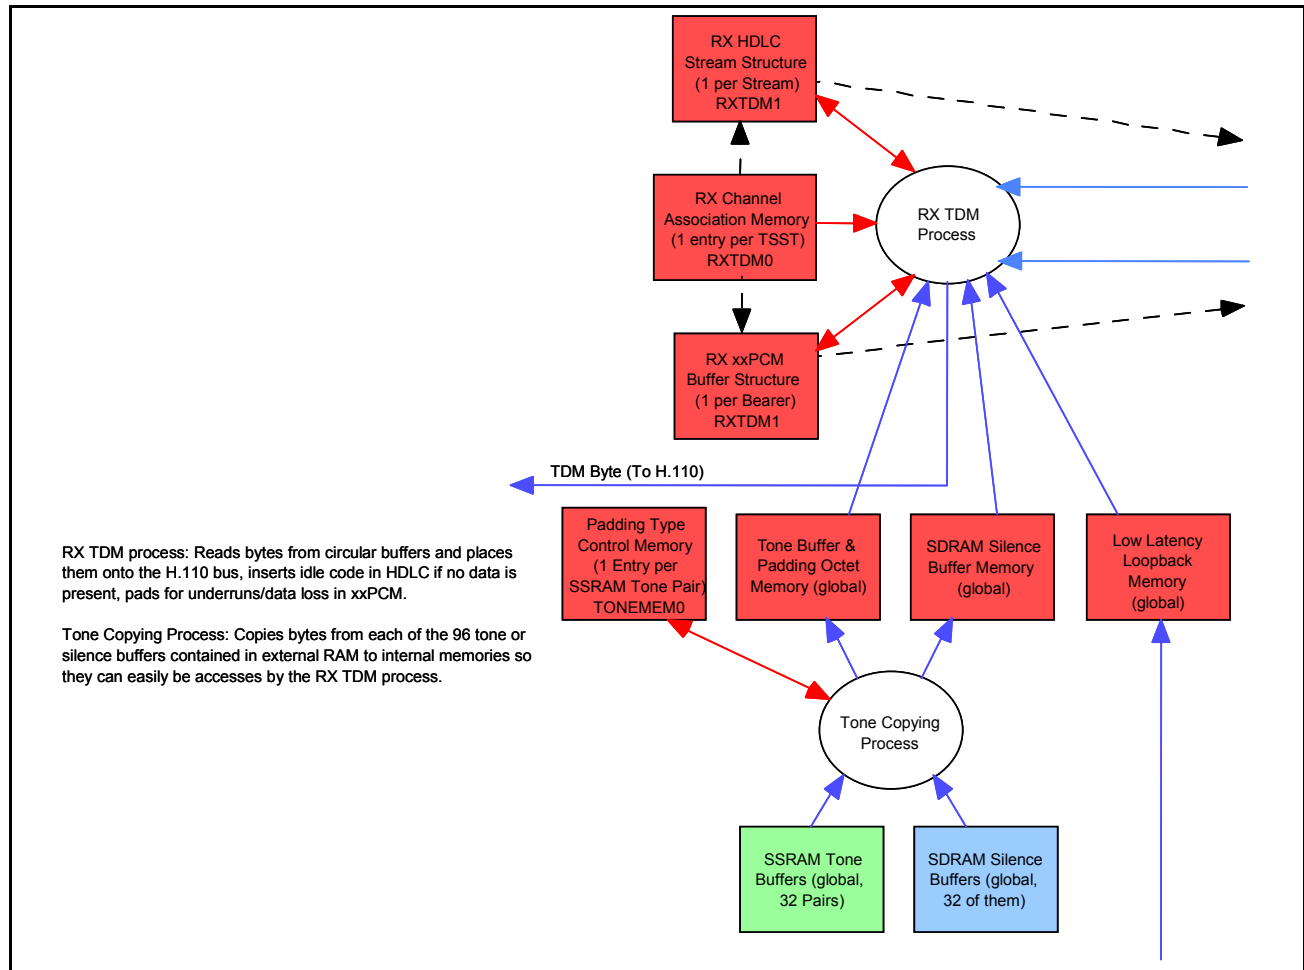 RX HDLC
Stream Structure
(1 per Stream)
RXTDM1
RX Channel
Association Memory
(1 entry per TSST)
RXTDM0
RX TDM
Process
RX xxPCM
Buffer Structure
(1 per Bearer)
RXTDM1
TDM Byte (To H.110)
Padding Type
Control Memory
(1 Entry per
SSRAM Tone Pair)
TONEMEM0
Tone Buffer &
Padding Octet
Memory (global)
SDRAM Silence
Buffer Memory
(global)
Low Latency
Loopback
Memory
(global)
RX TDM process: Reads bytes from circular buffers and places
them onto the H.110 bus, inserts idle code in HDLC if no data is
present, pads for underruns/data loss in xxPCM.
Tone Copying Process: Copies bytes from each of the 96 tone or
silence buffers contained in external RAM to internal memories so
they can easily be accesses by the RX TDM process.
Tone Copying
Process
SSRAM Tone
Buffers (global,
32 Pairs)
SDRAM Silence
Buffers (global,
32 of them)